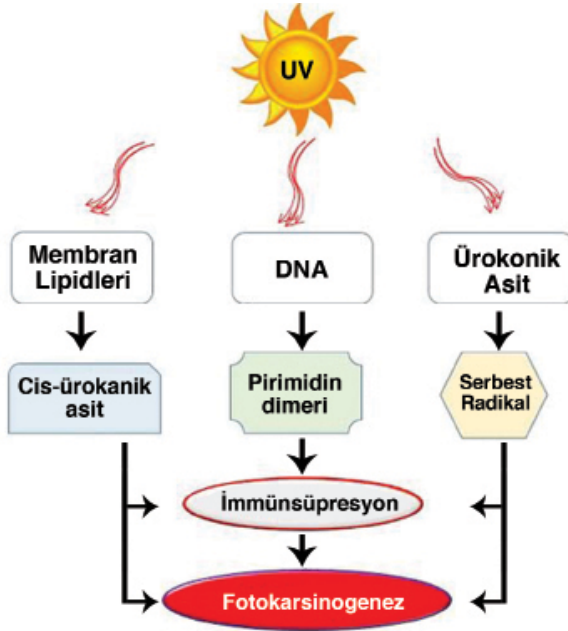 UV
Membran
Lipidleri
DNA
Ürokonik
Asit
Cis-ürokanik
asit
Pirimidin
dimeri
Serbest
Radikal
İmmünsüpresyon
Fotokarsinogenez